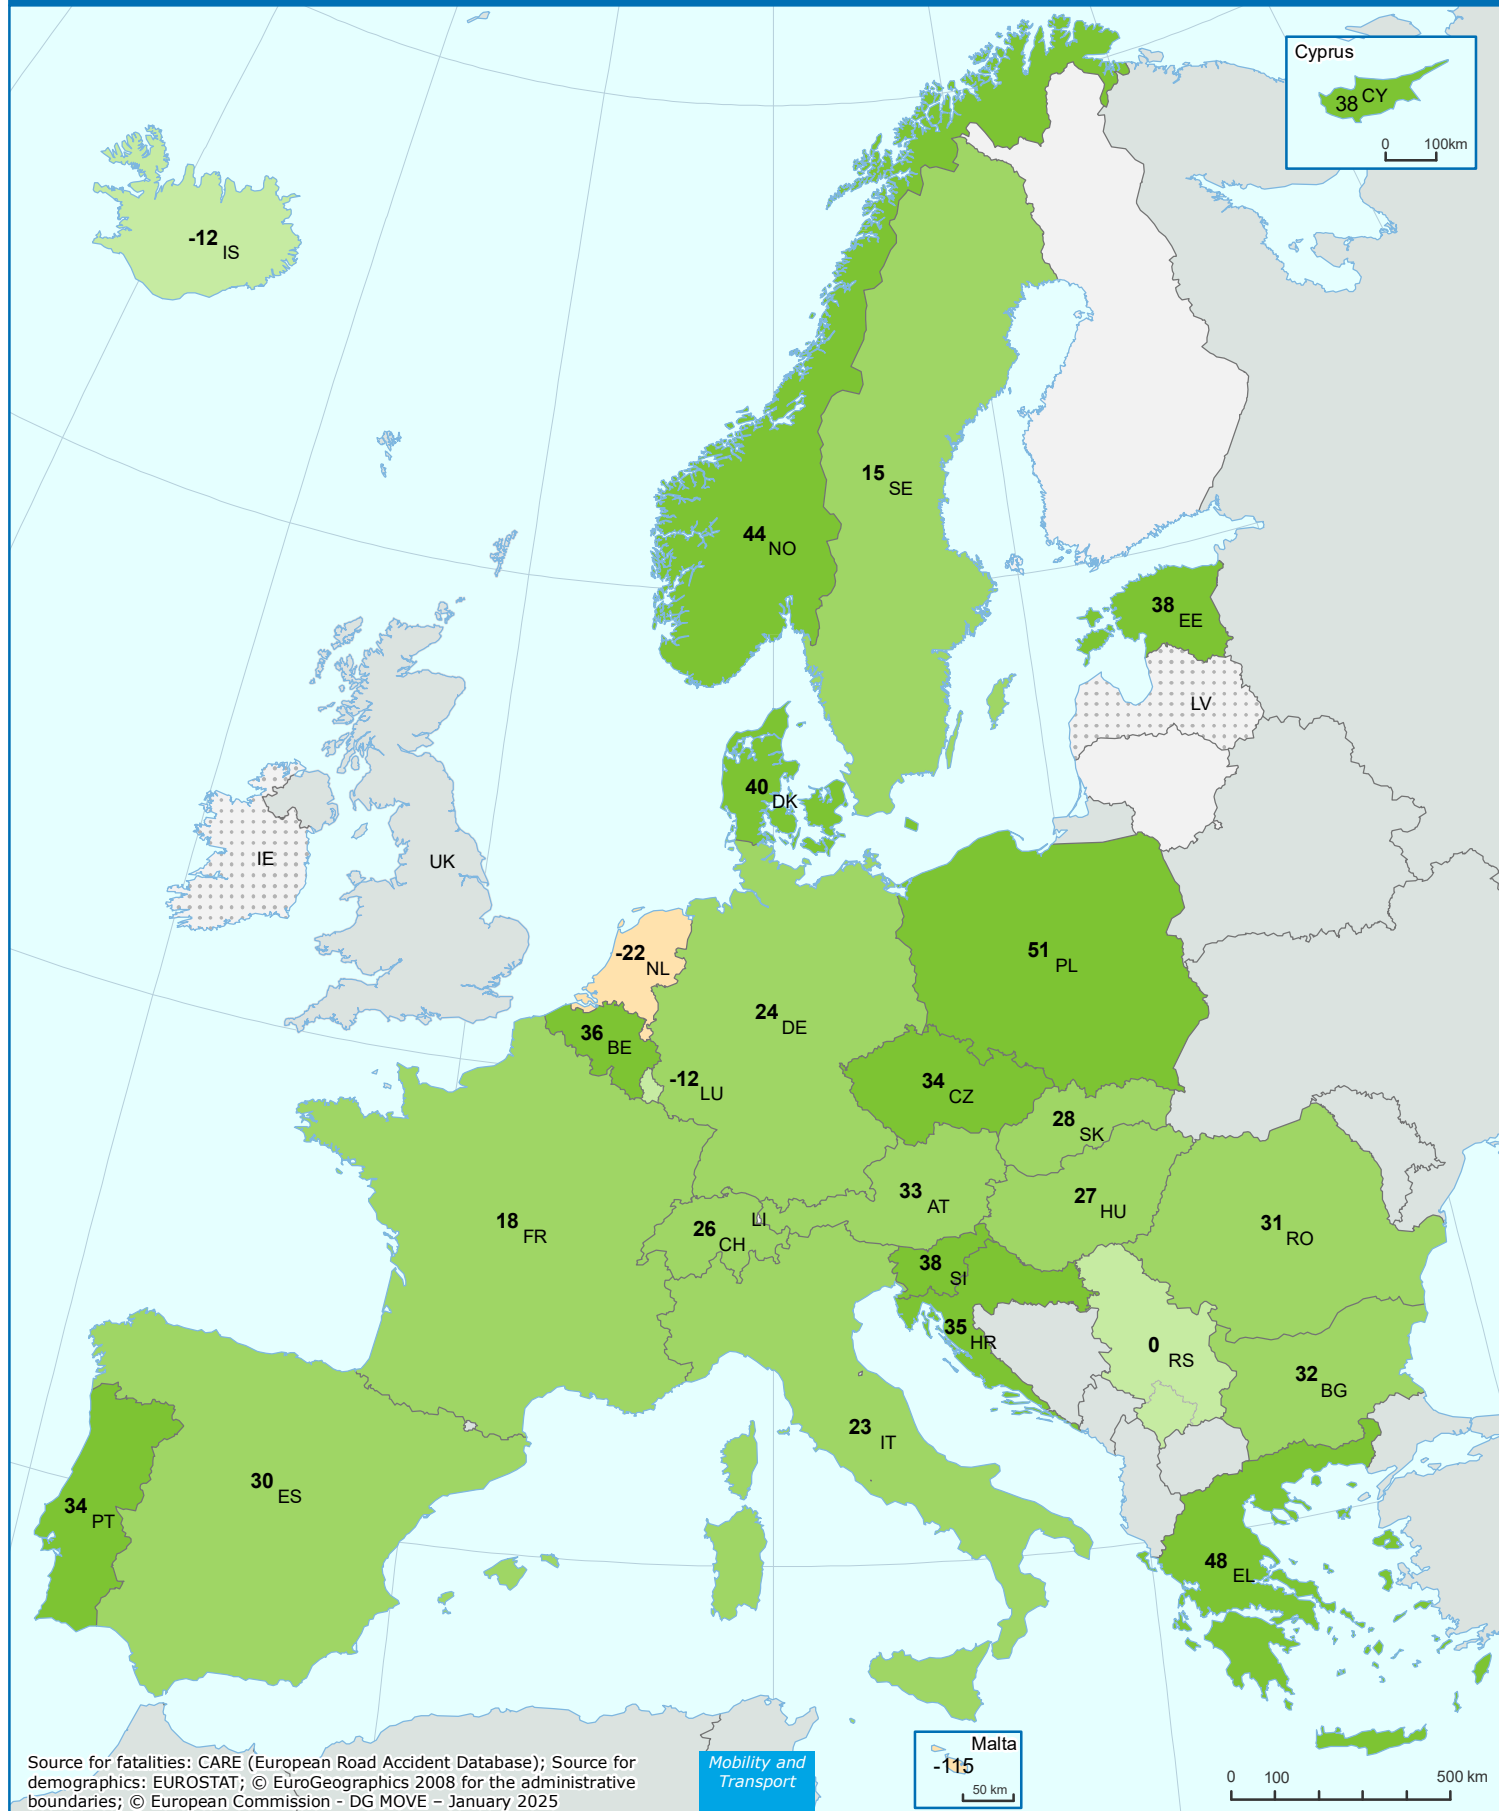 Cyprus
38 CY
0 100km
-12 IS
15 SE
44 NO
38 EE
LV
40 DK
IE
UK
-22 NL
51 PL
24 DE
36 BE
-12 LU
34 CZ
28 SK
33 AT
27 HU
18 FR
26 CH
LI
31 RO
38 SI
35 HR
0 RS
32 BG
23 IT
30 ES
34 PT
48 EL
Malta
-115
50 km
Source for fatalities: CARE (European Road Accident Database); Source for
demographics: EUROSTAT; © EuroGeographics 2008 for the administrative
boundaries; © European Commission - DG MOVE – January 2025
Mobility and
Transport
0 100 500 km